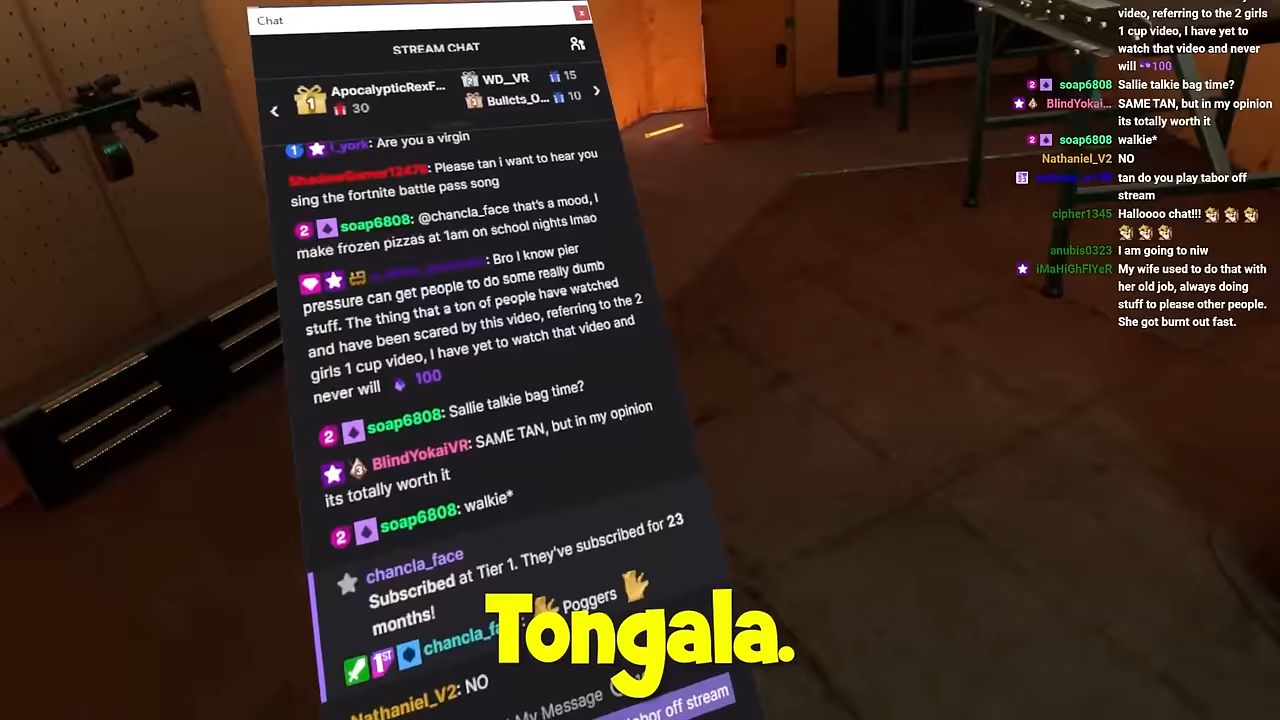 Chat
STREAM CHAT
ApocalypticRexF...
30
WD__VR
15
Bullets_O...
10
i_york: Are you a virgin
ShadowGamer12475: Please tan i want to hear you
sing the fortnite battle pass song
soap6808: @chancla_face that's a mood, I
make frozen pizzas at 1am on school nights lmao
: Bro I know pier
pressure can get people to do some really dumb
stuff. The thing that a ton of people have watched
and have been scared by this video, referring to the 2
girls 1 cup video, I have yet to watch that video and
never will 100
soap6808: Sallie talkie bag time?
BlindYokaiVR: SAME TAN, but in my opinion
its totally worth it
soap6808: walkie*
chancla_face
Subscribed at Tier 1. They've subscribed for 23
months!
chancla_fa : Poggers
Nathaniel_V2: NO
My Message
tabor off stream
Tongala.
video, referring to the 2 girls
1 cup video, I have yet to
watch that video and never
will 100
soap6808 Sallie talkie bag time?
BlindYokai... SAME TAN, but in my opinion
its totally worth it
soap6808 walkie*
Nathaniel_V2 NO
tan do you play tabor off
stream
cipher1345 Halloooo chat!!!
anubis0323 I am going to niw
iMaHiGhFlYeR My wife used to do that with
her old job, always doing
stuff to please other people.
She got burnt out fast.